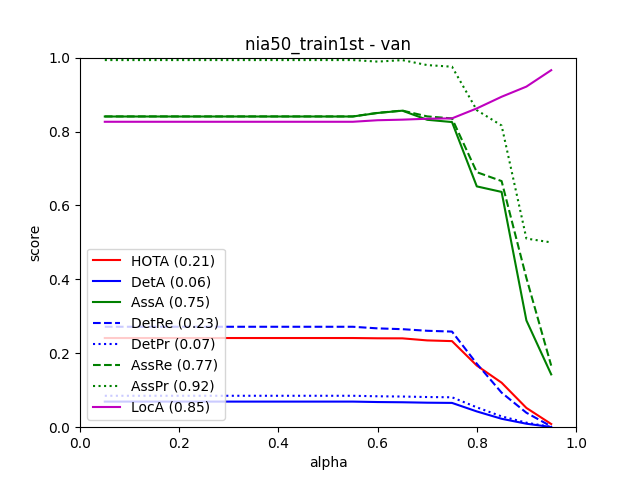 nia50_train1st - van
1.0
0.8
0.6
0.4
0.2
0.0
score
HOTA (0.21)
DetA (0.06)
AssA (0.75)
DetRe (0.23)
DetPr (0.07)
AssRe (0.77)
AssPr (0.92)
LocA (0.85)
0.0 0.2 0.4 0.6 0.8 1.0
alpha